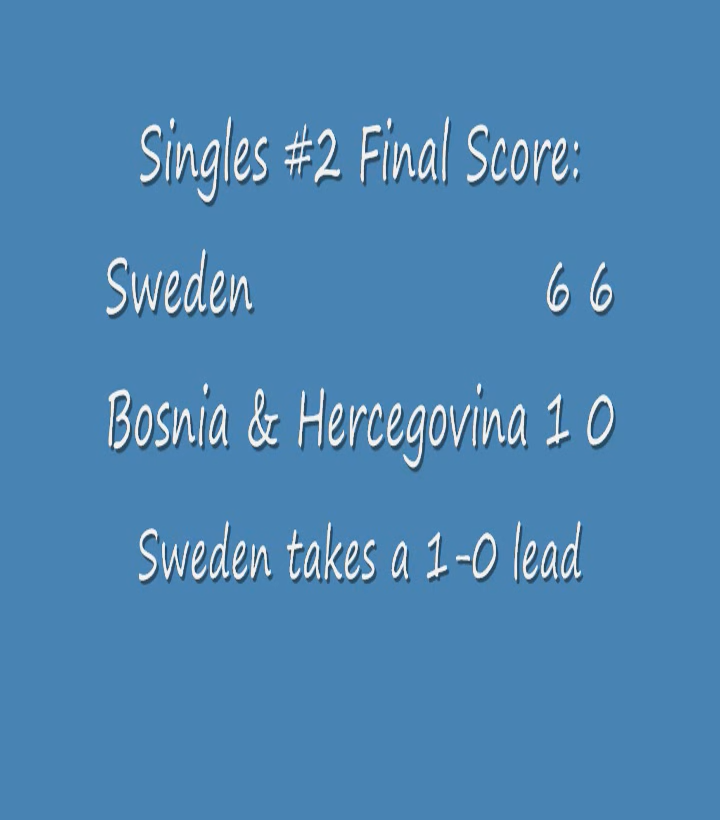 Singles #2 Final Score:
Sweden 6 6
Bosnia & Hercegovina 1 0
Sweden takes a 1-0 lead